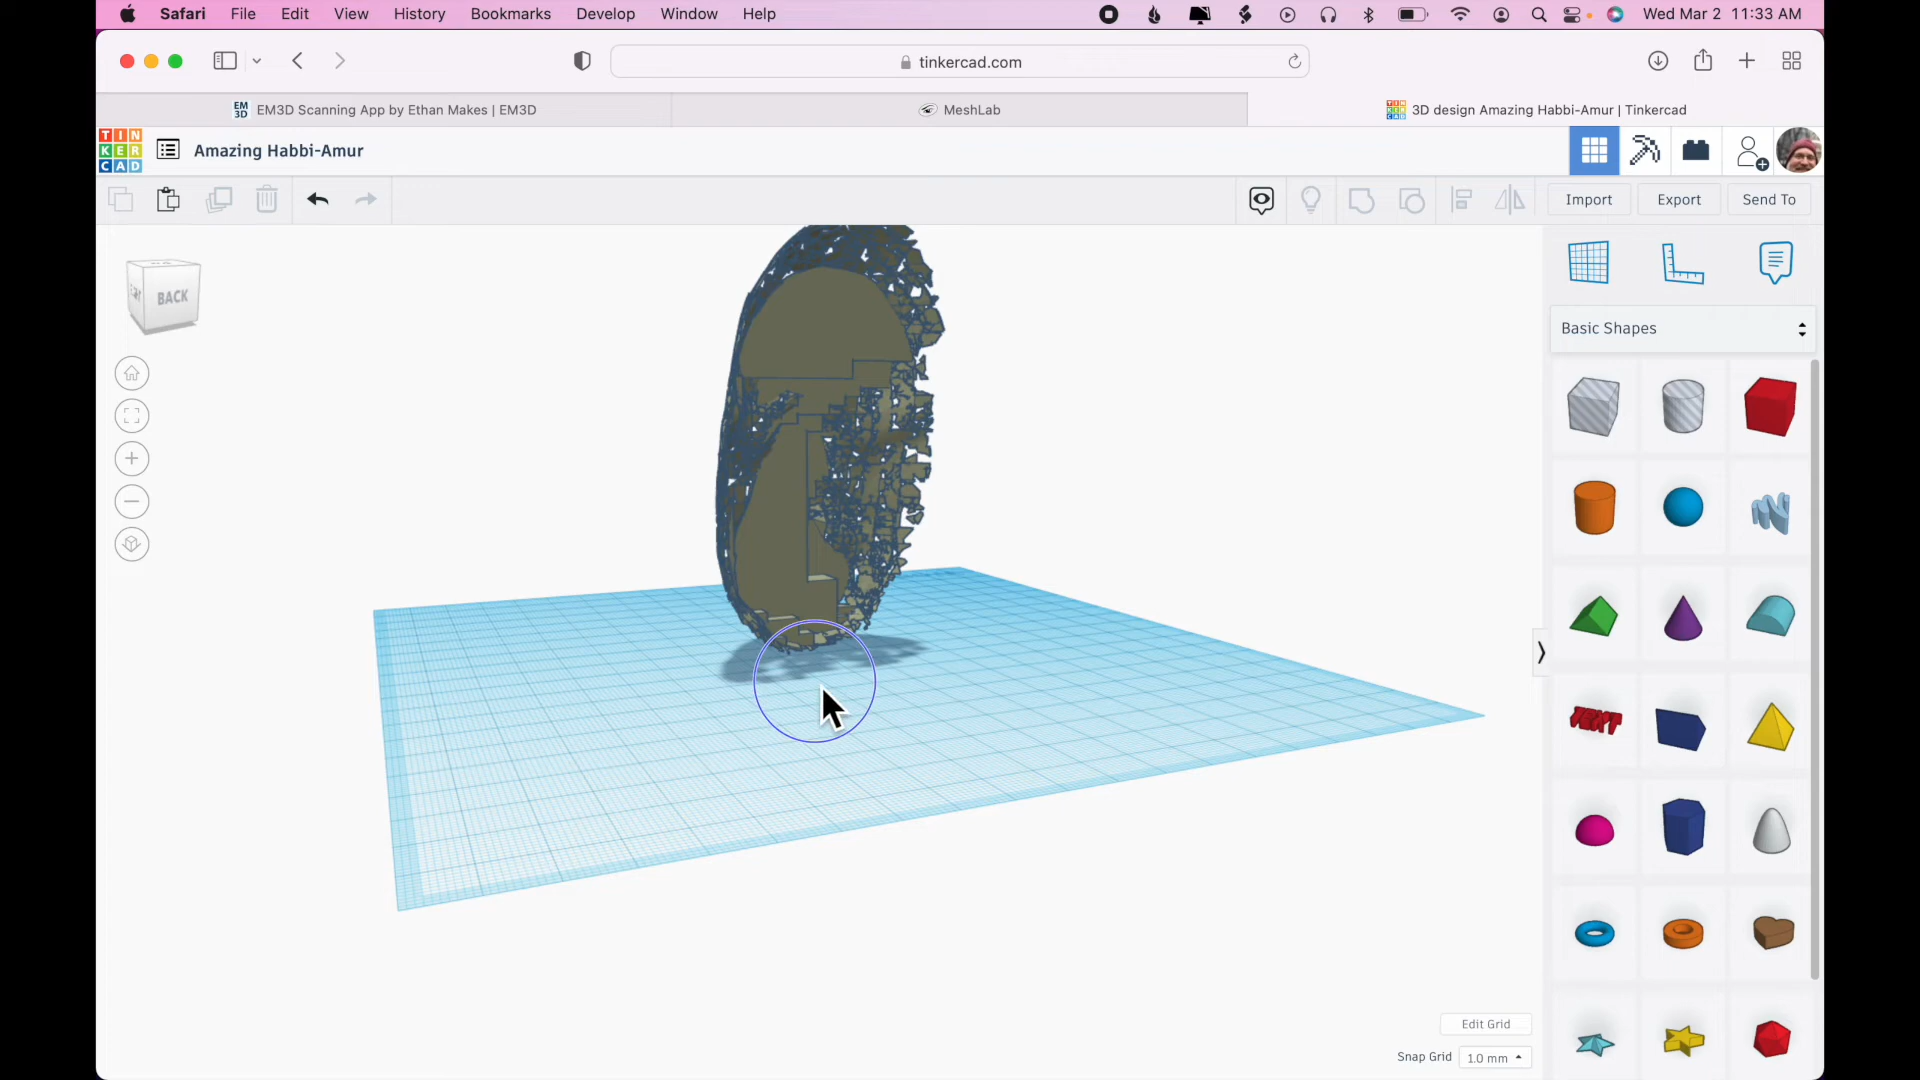 Safari File Edit View History Bookmarks Develop Window Help Wed Mar 2 11:33 AM
tinkercad.com
EM3D EM3D Scanning App by Ethan Makes | EM3D MeshLab 3D design Amazing Habbi-Amur | Tinkercad
TIN
KER
CAD
Amazing Habbi-Amur
Import Export Send To
BACK
Basic Shapes
TEXT
Edit Grid
Snap Grid 1.0 mm